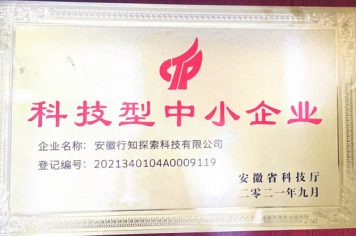 科技型中小企业
企业名称：安徽行知探索科技有限公司
登记编号：2021340104A0009119
安徽省科技厅
二零二一年九月